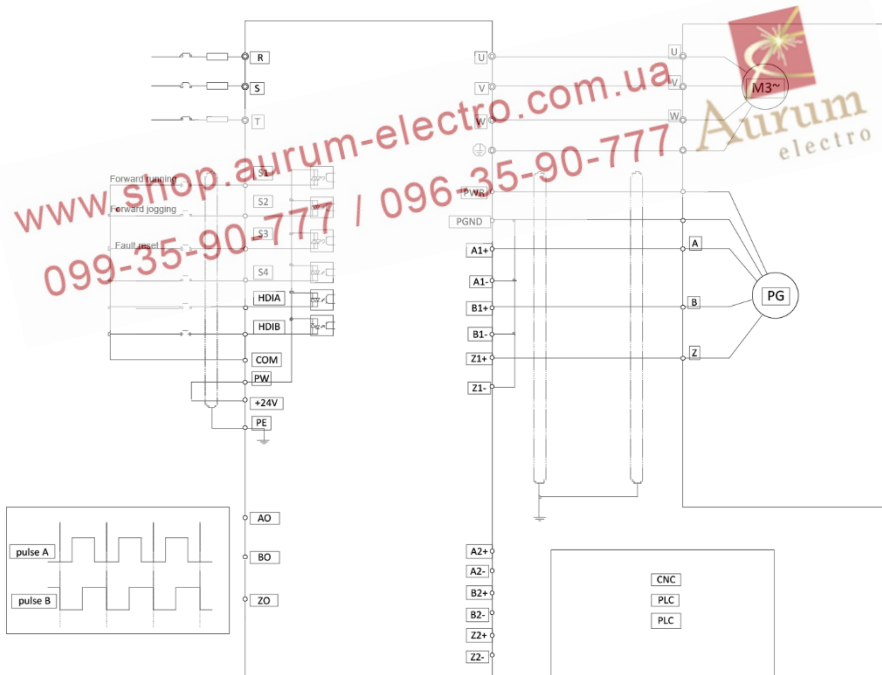 R
S
T
Forward running
S1
Forward jogging
S2
Fault reset
S3
S4
HDIA
HDIB
COM
PW
+24V
PE
AO
BO
ZO
pulse A
pulse B
U
V
W
PWR
PGND
A1+
A1-
B1+
B1-
Z1+
Z1-
A2+
A2-
B2+
B2-
Z2+
Z2-
U
V
W
M3~
A
B
Z
PG
CNC
PLC
PLC
www.shop.aurum-electro.com.ua
099-35-90-777 / 096-35-90-777
Aurum
electro